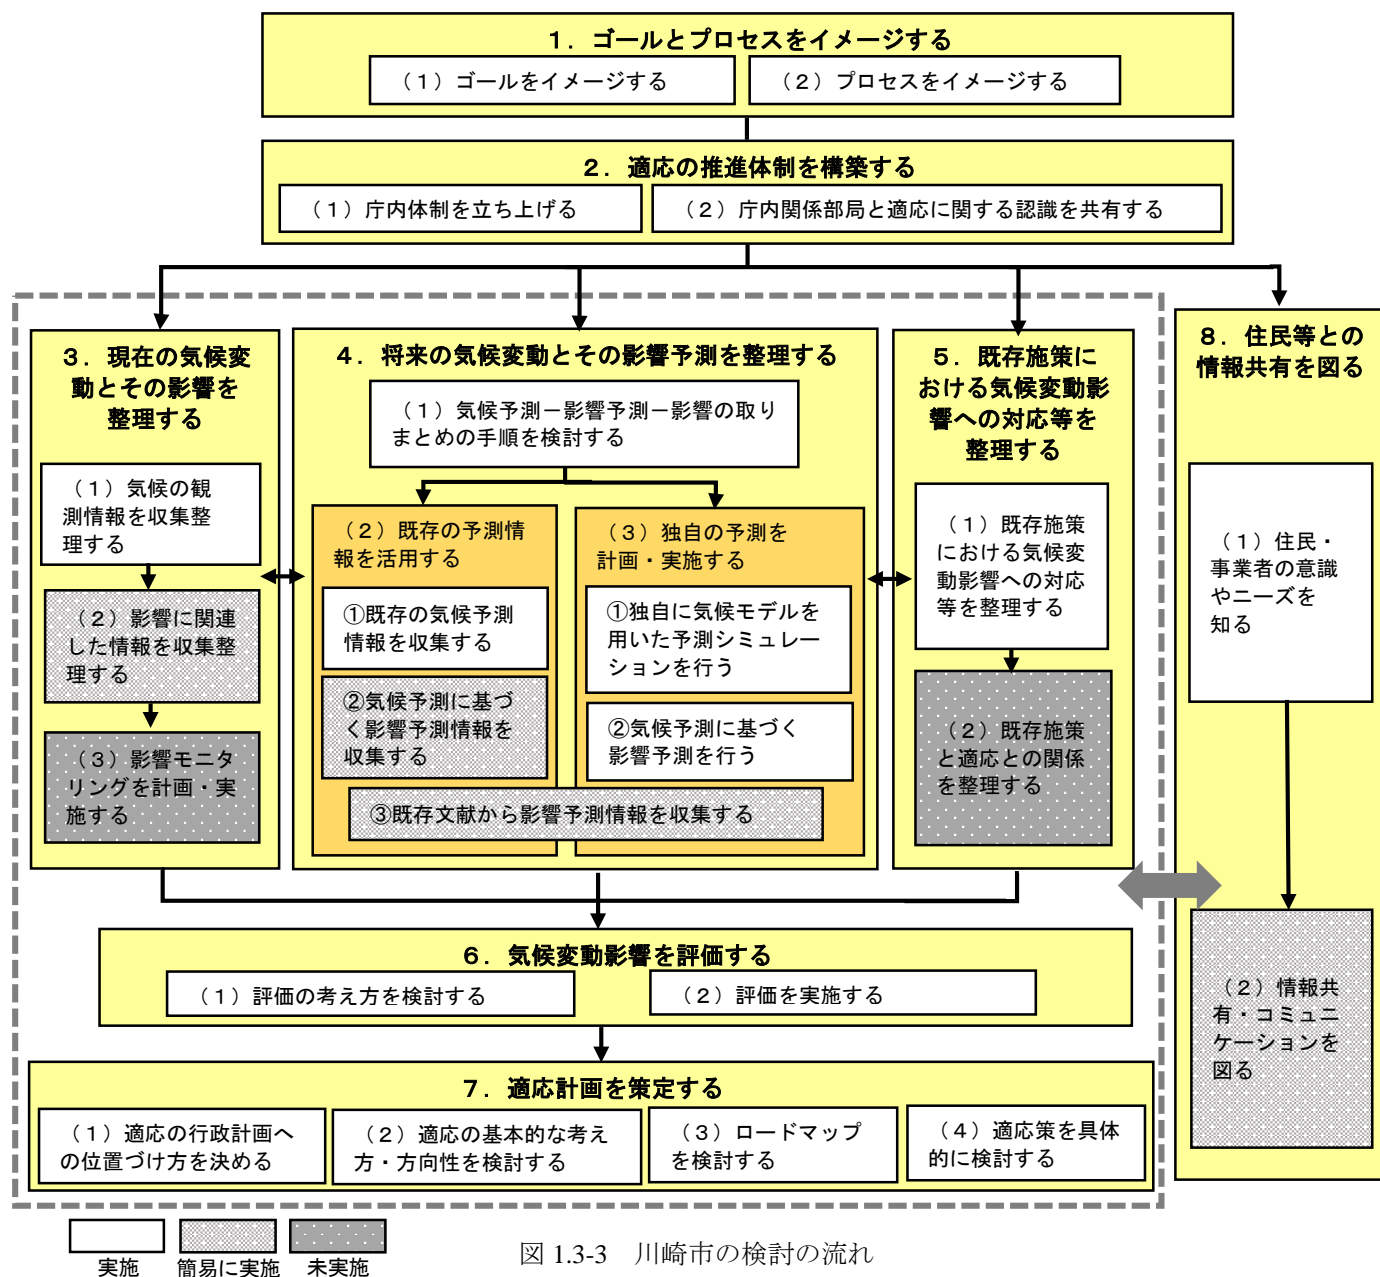 １．ゴールとプロセスをイメージする
（１）ゴールをイメージする
（２）プロセスをイメージする
２．適応の推進体制を構築する
（１）庁内体制を立ち上げる
（２）庁内関係部局と適応に関する認識を共有する
３．現在の気候変
動とその影響を
整理する
（１）気候の観
測情報を収集整
理する
（２）影響に関連
した情報を収集整
理する
（３）影響モニタ
リングを計画・実
施する
４．将来の気候変動とその影響予測を整理する
（１）気候予測－影響予測－影響の取り
まとめの手順を検討する
（２）既存の予測情
報を活用する
①既存の気候予測
情報を収集する
②気候予測に基づ
く影響予測情報を
収集する
（３）独自の予測を
計画・実施する
①独自に気候モデルを
用いた予測シミュレー
ションを行う
②気候予測に基づく
影響予測を行う
③既存文献から影響予測情報を収集する
５．既存施策に
おける気候変動影
響への対応等を
整理する
（１）既存施策
における気候変
動影響への対応
等を整理する
（２）既存施策
と適応との関係
を整理する
８．住民等との
情報共有を図る
（１）住民・
事業者の意識
やニーズを
知る
（２）情報共
有・コミュニ
ケーションを
図る
６．気候変動影響を評価する
（１）評価の考え方を検討する
（２）評価を実施する
７．適応計画を策定する
（１）適応の行政計画へ
の位置づけ方を決める
（２）適応の基本的な考え
方・方向性を検討する
（３）ロードマップ
を検討する
（４）適応策を具体
的に検討する
実施
簡易に実施
未実施
図 1.3-3　川崎市の検討の流れ